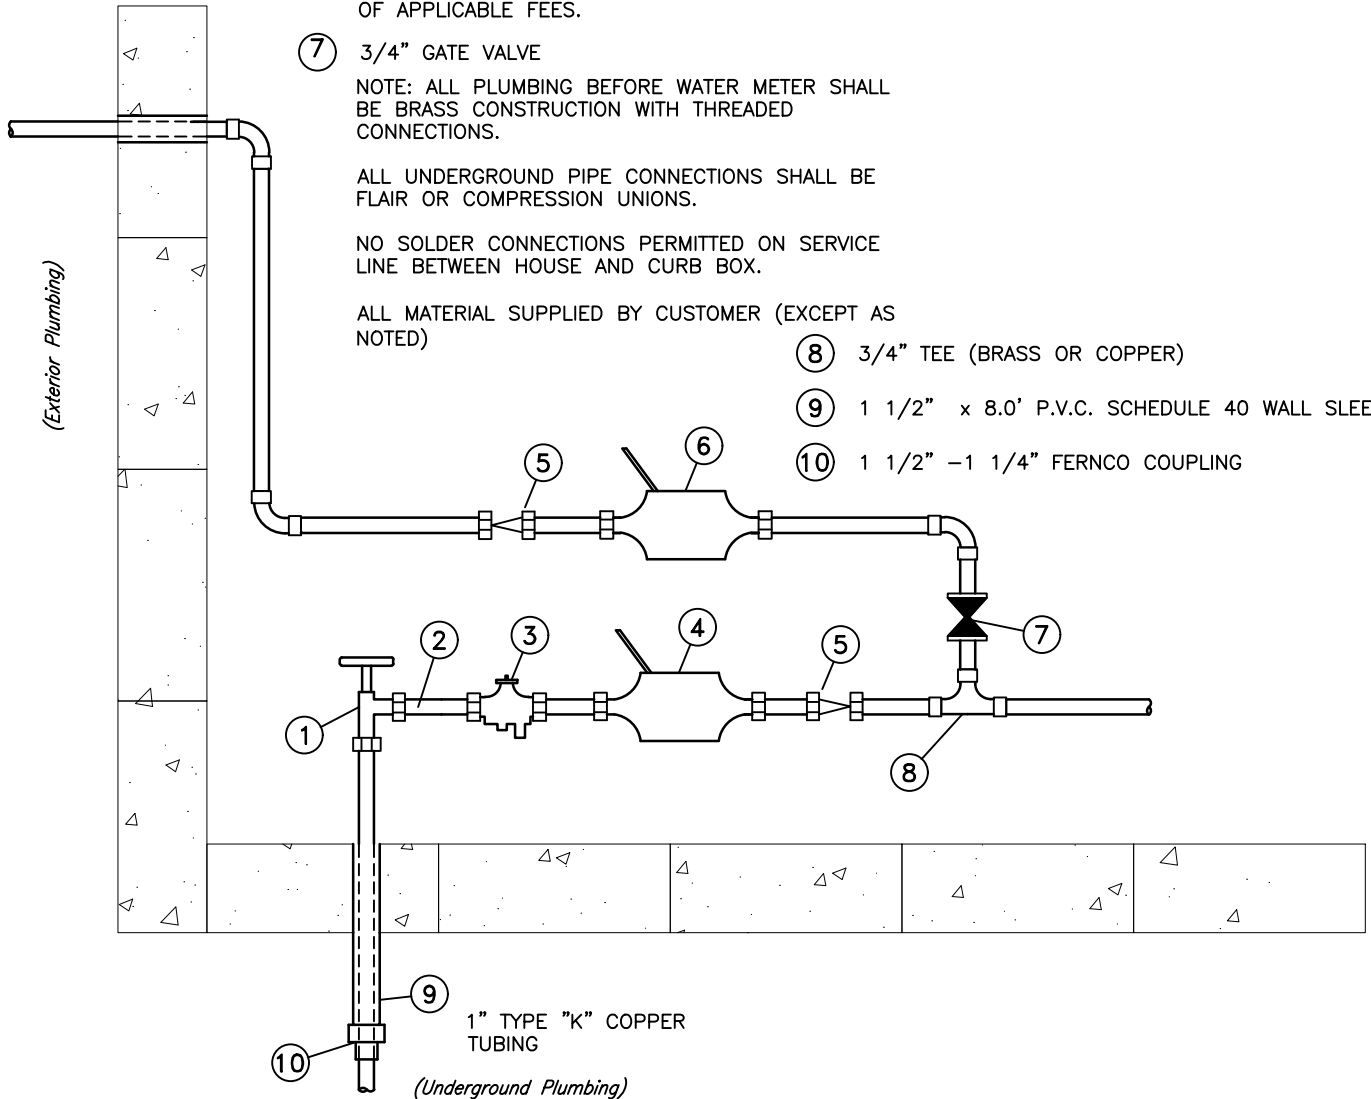 OF APPLICABLE FEES.
7 3/4" GATE VALVE
NOTE: ALL PLUMBING BEFORE WATER METER SHALL
BE BRASS CONSTRUCTION WITH THREADED
CONNECTIONS.
ALL UNDERGROUND PIPE CONNECTIONS SHALL BE
FLAIR OR COMPRESSION UNIONS.
NO SOLDER CONNECTIONS PERMITTED ON SERVICE
LINE BETWEEN HOUSE AND CURB BOX.
ALL MATERIAL SUPPLIED BY CUSTOMER (EXCEPT AS
NOTED)
8 3/4" TEE (BRASS OR COPPER)
9 1 1/2" x 8.0' P.V.C. SCHEDULE 40 WALL SLEE
10 1 1/2" -1 1/4" FERNCO COUPLING
(Exterior Plumbing)
5
6
7
2
3
4
5
1
8
9
1" TYPE "K" COPPER
TUBING
10
(Underground Plumbing)